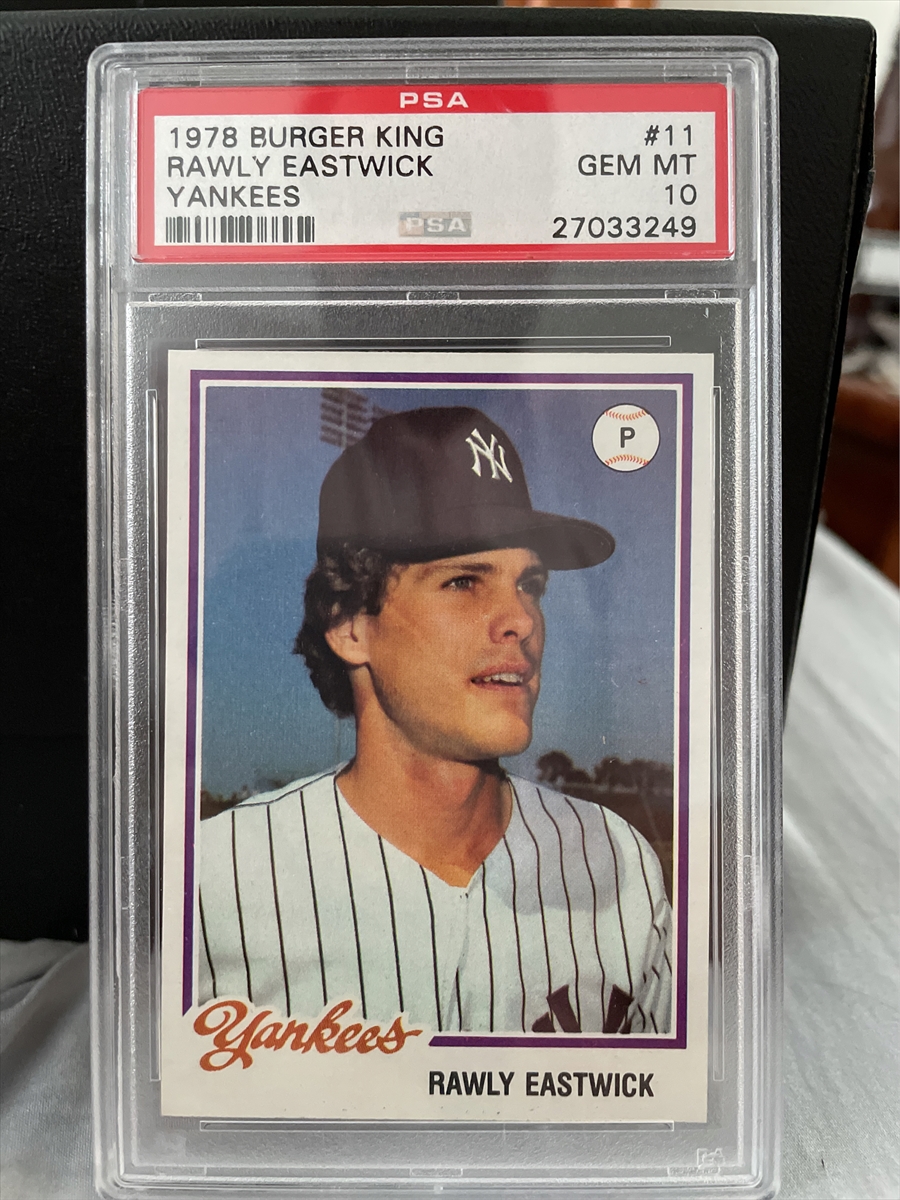 PSA
1978 BURGER KING #11
RAWLY EASTWICK GEM MT
YANKEES 10
PSA 27033249
NY
P
Yankees
RAWLY EASTWICK